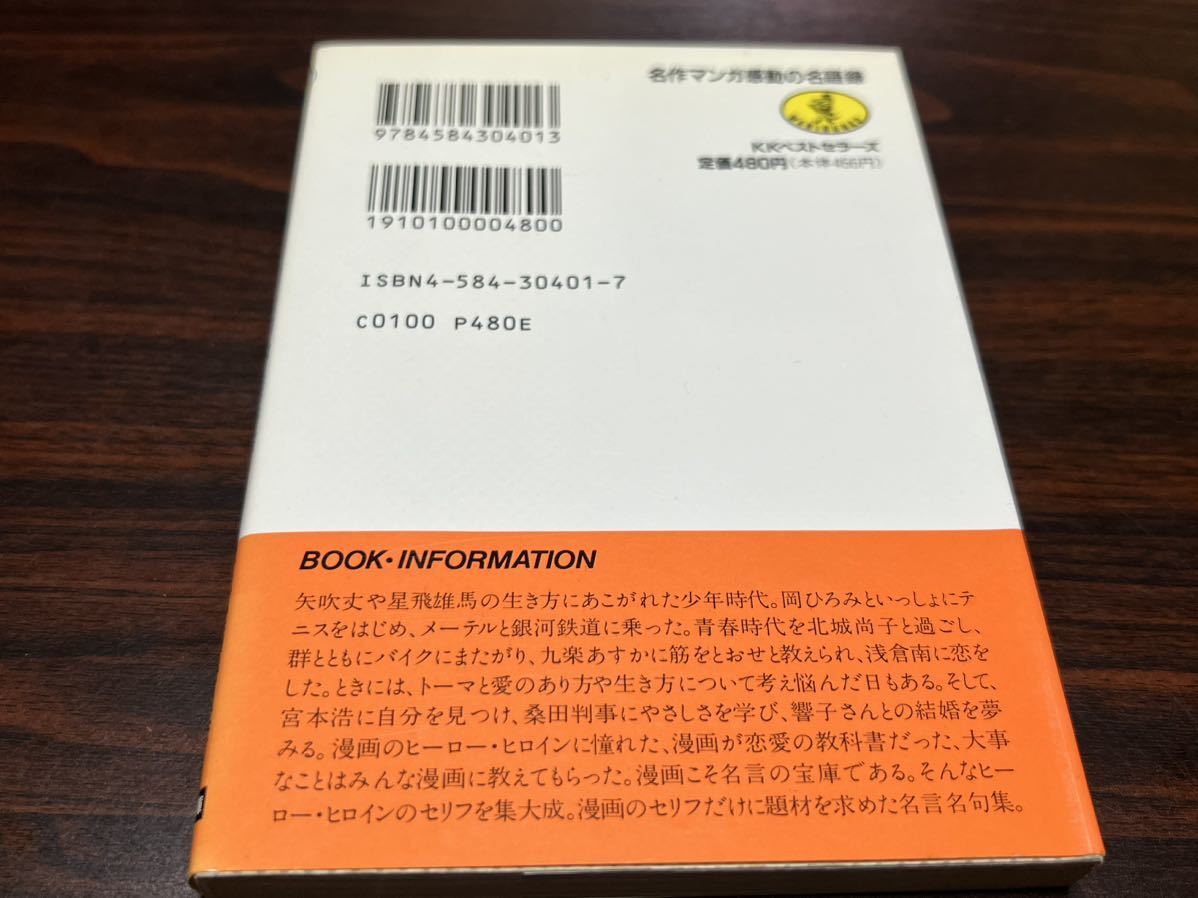 名作マンガ感動の名語録
9784584304013
KKベストセラーズ
定価480円(本体466円)
1910100004800
ISBN4-584-30401-7
C0100 P480E
BOOK・INFORMATION
矢吹丈や星飛雄馬の生き方にあこがれた少年時代。岡ひろみといっしょにテ
ニスをはじめ、メーテルと銀河鉄道に乗った。青春時代を北城尚子と過ごし、
群とともにバイクにまたがり、九楽あすかに筋をとおせと教えられ、浅倉南に恋を
した。ときには、トーマと愛のあり方や生き方について考え悩んだ日もある。そして、
宮本浩に自分を見つけ、桑田判事にやさしさを学び、響子さんとの結婚を夢
みる。漫画のヒーロー・ヒロインに憧れた、漫画が恋愛の教科書だった、大事
なことはみんな漫画に教えてもらった。漫画こそ名言の宝庫である。そんなヒー
ロー・ヒロインのセリフを集大成。漫画のセリフだけに題材を求めた名言名句集。